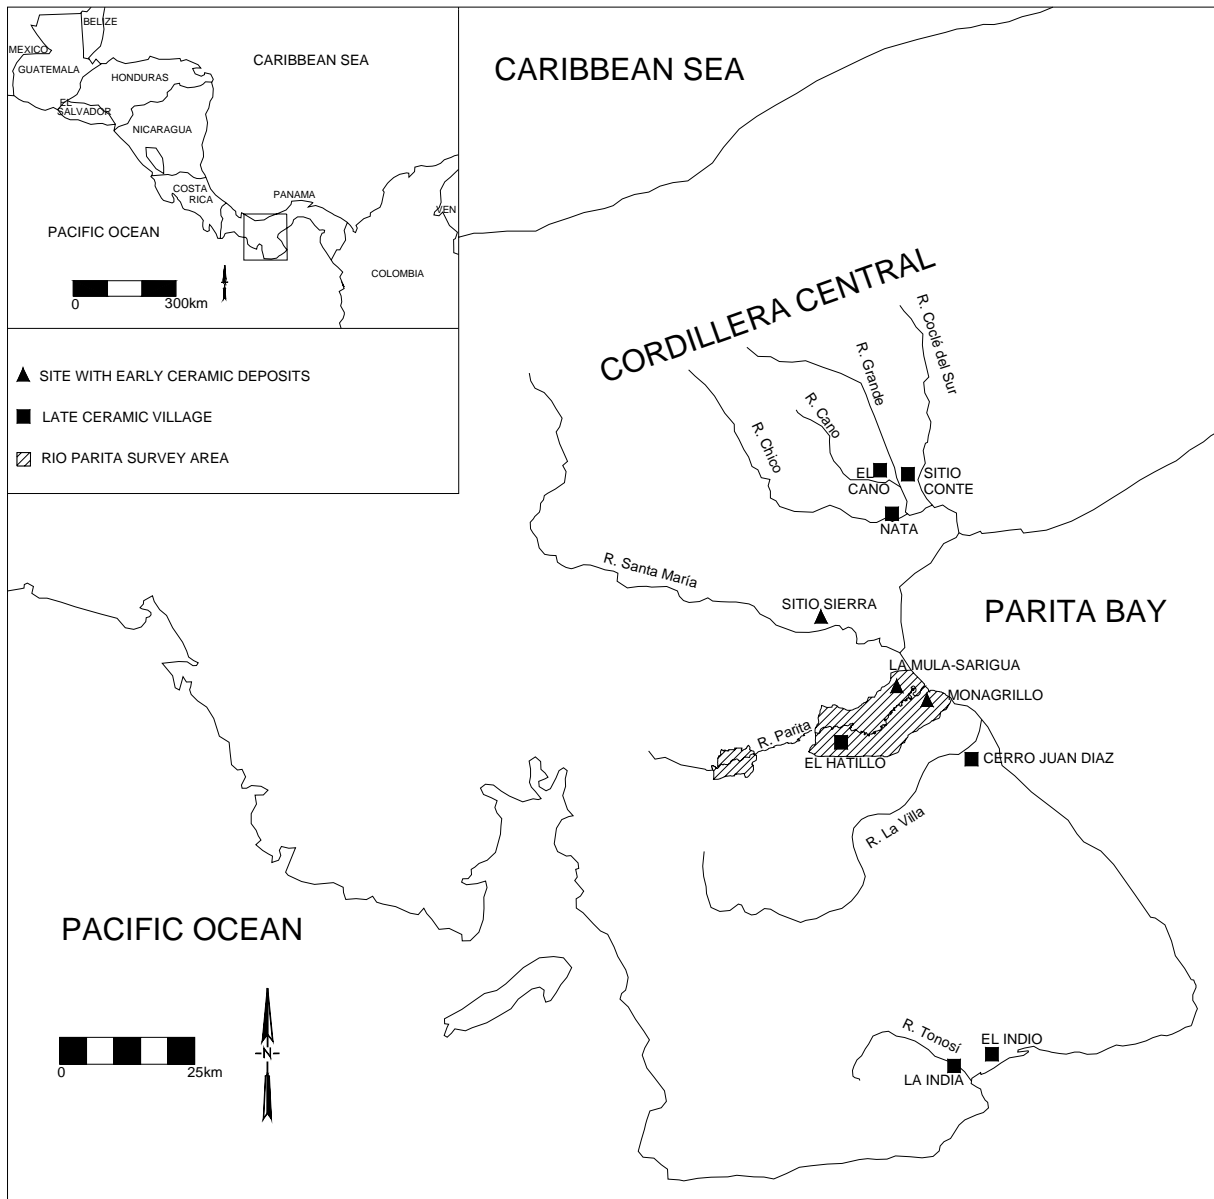 BELIZE
MEXICO
GUATEMALA
HONDURAS
EL
SALVADOR
NICARAGUA
COSTA
RICA
PANAMA
VEN
COLOMBIA
CARIBBEAN SEA
PACIFIC OCEAN
0 300km
SITE WITH EARLY CERAMIC DEPOSITS
LATE CERAMIC VILLAGE
RIO PARITA SURVEY AREA
CARIBBEAN SEA
CORDILLERA CENTRAL
R. Coclé del Sur
R. Grande
R. Cano
R. Chico
EL
CAÑO
SITIO
CONTE
NATA
R. Santa María
SITIO SIERRA
PARITA BAY
LA MULA-SARIGUA
MONAGRILLO
R. Parita
EL HATILLO
CERRO JUAN DIAZ
R. La Villa
PACIFIC OCEAN
N
0 25km
R. Tonosí
EL INDIO
LA INDIA